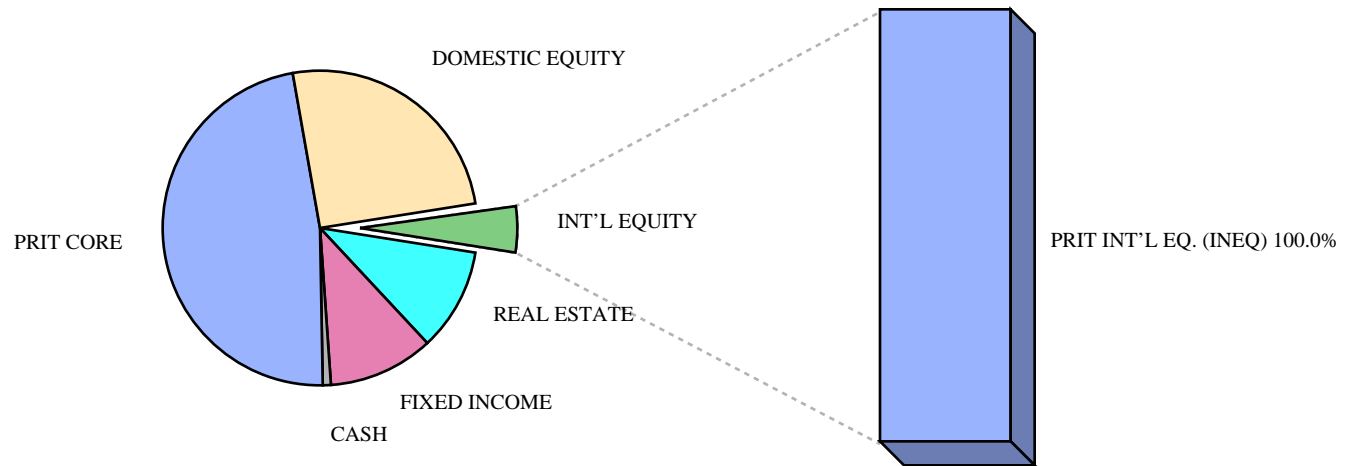 DOMESTIC EQUITY
INT'L EQUITY
PRIT CORE
PRIT INT'L EQ. (INEQ) 100.0%
REAL ESTATE
FIXED INCOME
CASH